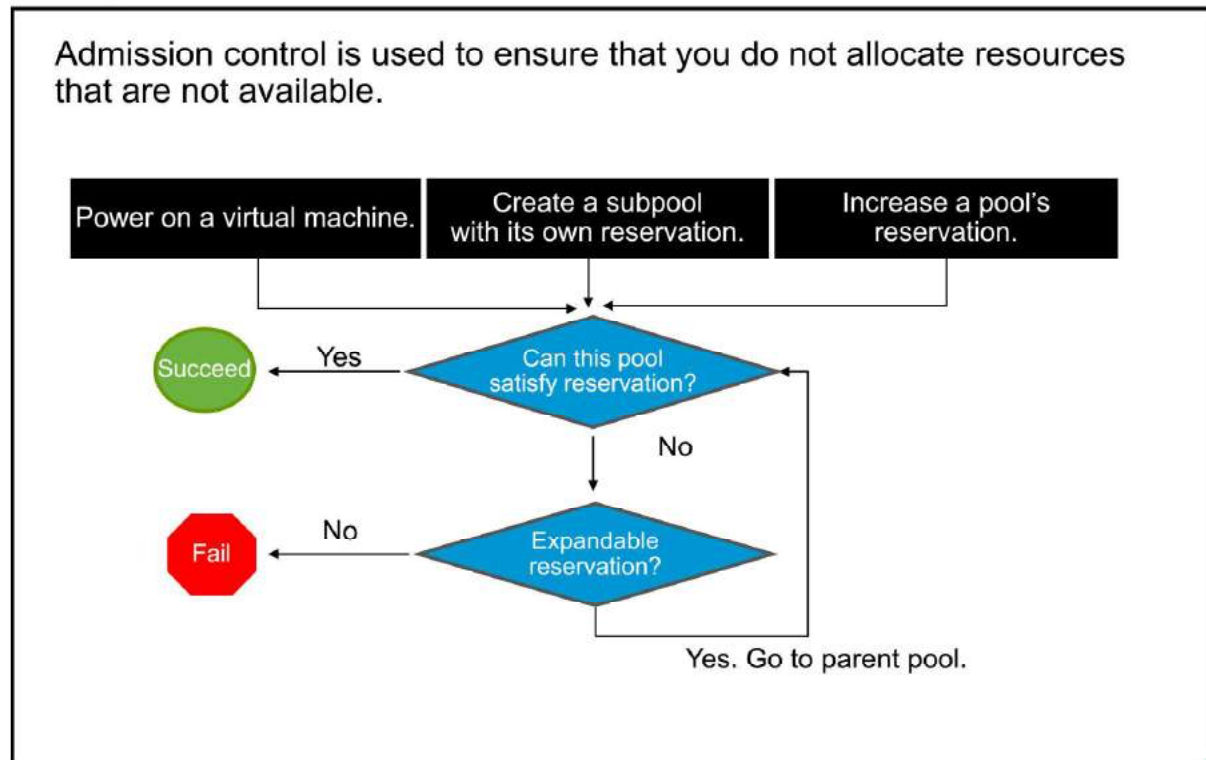 Admission control is used to ensure that you do not allocate resources
that are not available.
Power on a virtual machine.
Create a subpool
with its own reservation.
Increase a pool's
reservation.
Succeed
Yes
Can this pool
satisfy reservation?
No
Fail
No
Expandable
reservation?
Yes. Go to parent pool.